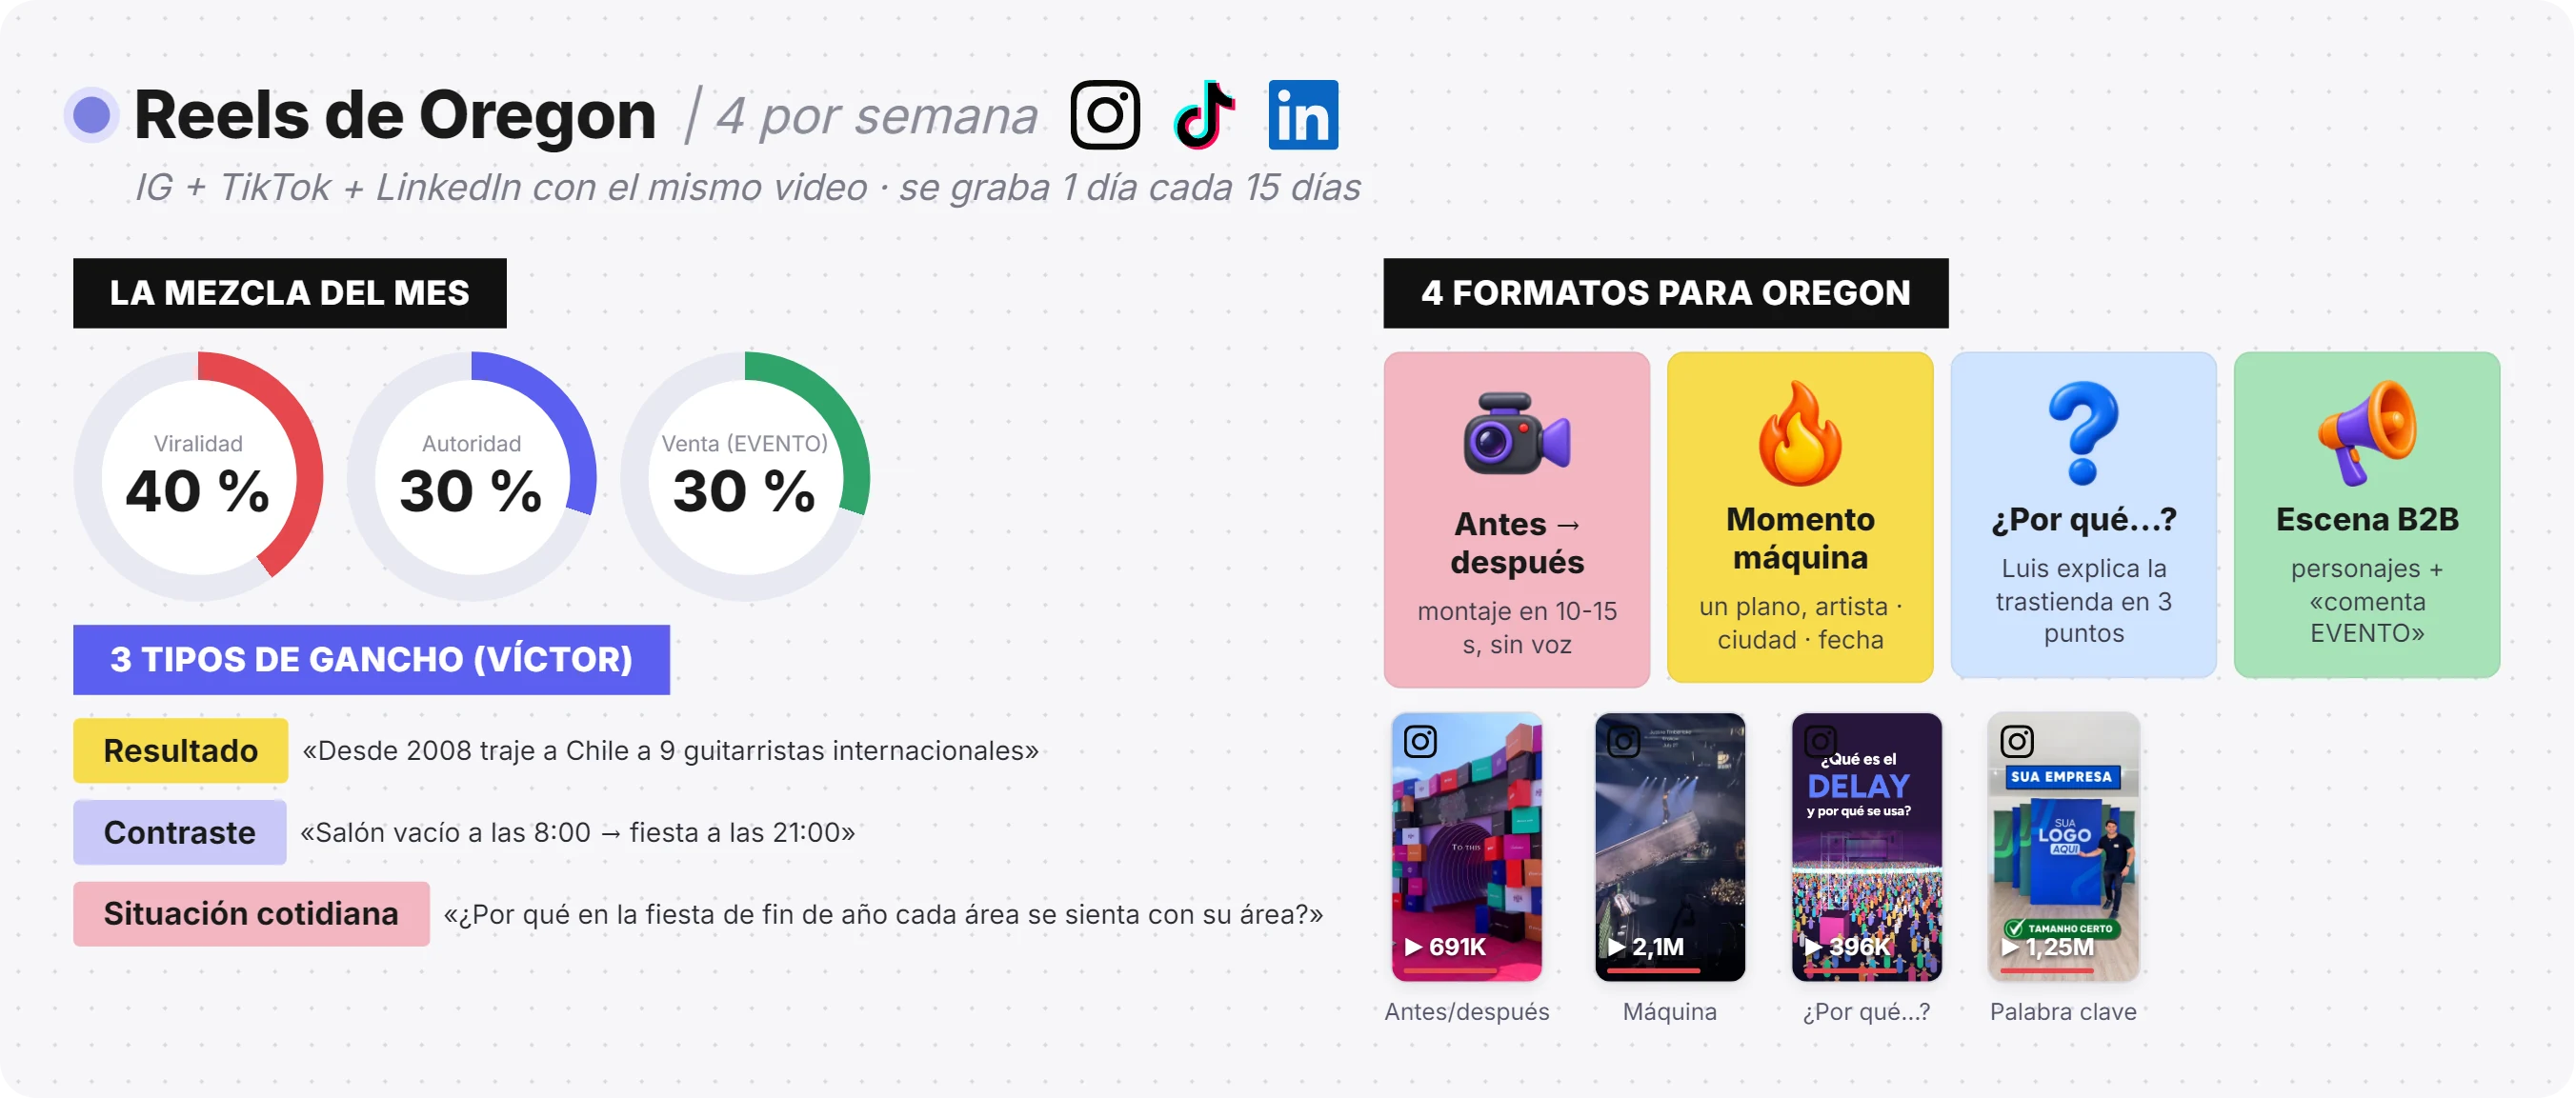 Reels de Oregon | 4 por semana
IG + TikTok + LinkedIn con el mismo video · se graba 1 día cada 15 días
LA MEZCLA DEL MES
Viralidad
40 %
Autoridad
30 %
Venta (EVENTO)
30 %
3 TIPOS DE GANCHO (VÍCTOR)
Resultado «Desde 2008 traje a Chile a 9 guitarristas internacionales»
Contraste «Salón vacío a las 8:00 → fiesta a las 21:00»
Situación cotidiana «¿Por qué en la fiesta de fin de año cada área se sienta con su área?»
4 FORMATOS PARA OREGON
Antes →
después
montaje en 10-15
s, sin voz
Momento
máquina
un plano, artista ·
ciudad · fecha
¿Por qué...?
Luis explica la
trastienda en 3
puntos
Escena B2B
personajes +
«comenta
EVENTO»
TO THIS
▶ 691K
Antes/después
▶ 2,1M
Máquina
¿Qué es el
DELAY
y por qué se usa?
▶ 396K
¿Por qué...?
SUA EMPRESA
SUA
LOGO
AQUI
TAMANHO CERTO
▶ 1,25M
Palabra clave